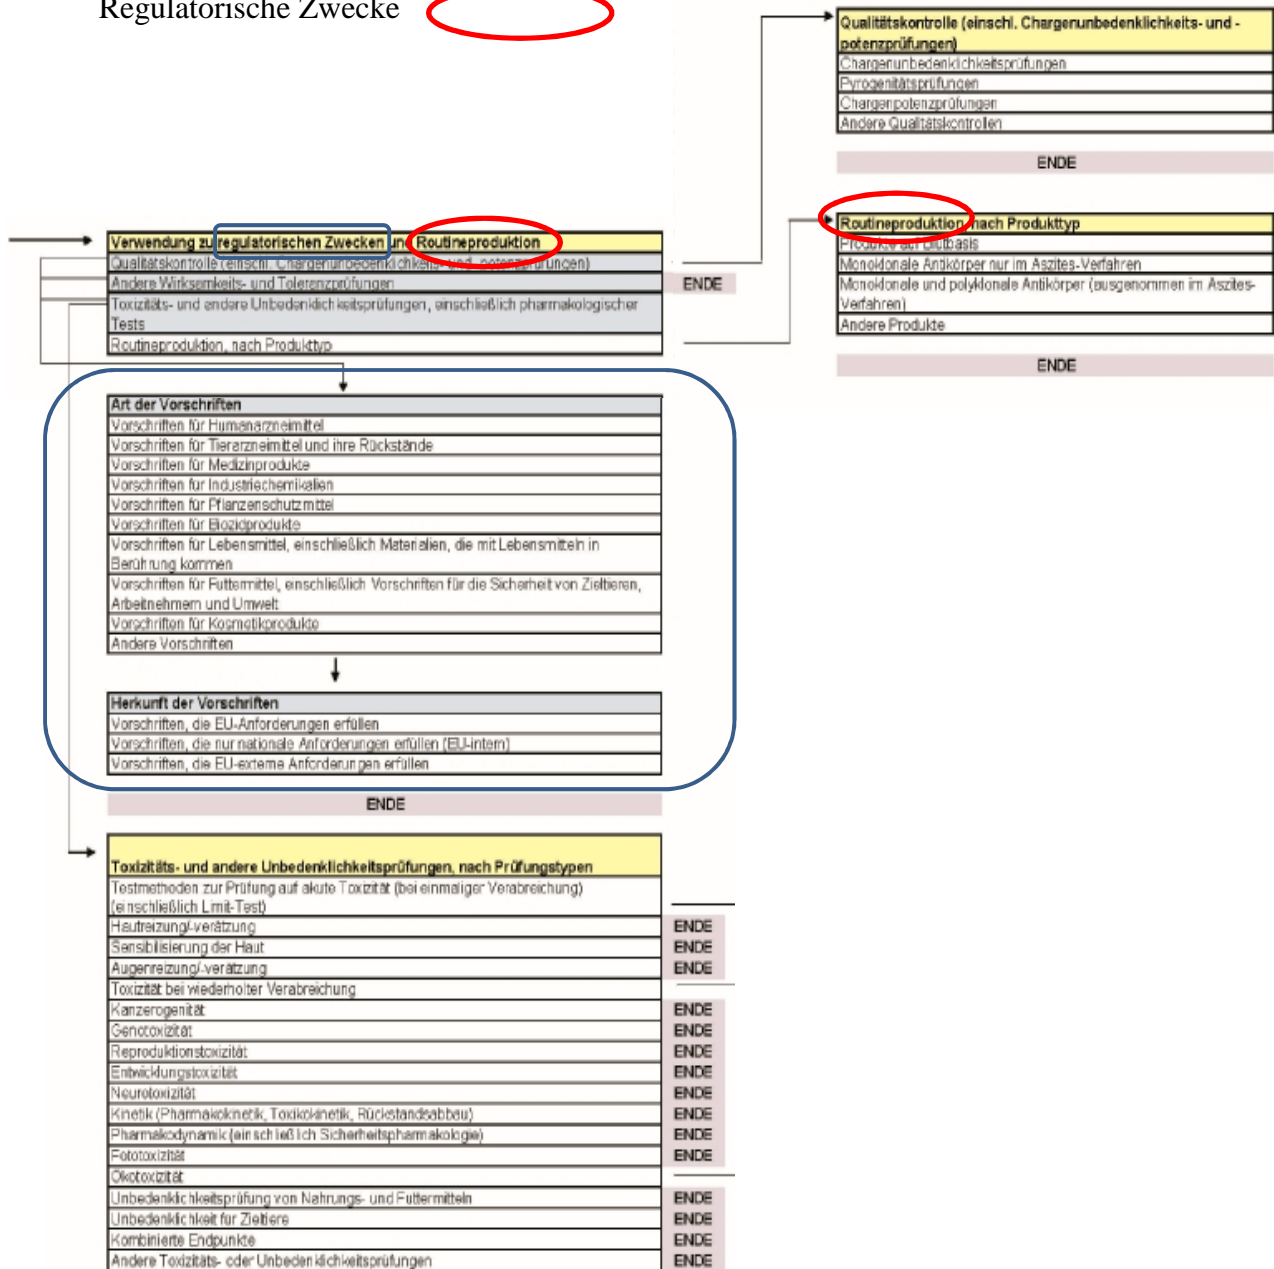 Regulatorische Zwecke
Qualitätskontrolle (einschl. Chargenunbedenklichkeits- und -
potenzprüfungen)
Chargenunbedenklichkeitsprüfungen
Pyrogenitätsprüfungen
Chargenpotenzprüfungen
Andere Qualitätskontrollen
ENDE
Routineproduktion, nach Produkttyp
Produkte auf Blutbasis
Monoklonale Antikörper nur im Aszites-Verfahren
Monoklonale und polyklonale Antikörper (ausgenommen im Aszites-
Verfahren)
Andere Produkte
ENDE
Verwendung zu regulatorischen Zwecken und Routineproduktion
Qualitätskontrolle (einschl. Chargenunbedenklichkeits- und -potenzprüfungen)
Andere Wirksamkeits- und Toleranzprüfungen ENDE
Toxizitäts- und andere Unbedenklichkeitsprüfungen, einschließlich pharmakologischer
Tests
Routineproduktion, nach Produkttyp
Art der Vorschriften
Vorschriften für Humanarzneimittel
Vorschriften für Tierarzneimittel und ihre Rückstände
Vorschriften für Medizinprodukte
Vorschriften für Industriechemikalien
Vorschriften für Pflanzenschutzmittel
Vorschriften für Biozidprodukte
Vorschriften für Lebensmittel, einschließlich Materialien, die mit Lebensmitteln in
Berührung kommen
Vorschriften für Futtermittel, einschließlich Vorschriften für die Sicherheit von Zieltieren,
Arbeitnehmern und Umwelt
Vorschriften für Kosmetikprodukte
Andere Vorschriften
Herkunft der Vorschriften
Vorschriften, die EU-Anforderungen erfüllen
Vorschriften, die nur nationale Anforderungen erfüllen (EU-intern)
Vorschriften, die EU-externe Anforderungen erfüllen
ENDE
Toxizitäts- und andere Unbedenklichkeitsprüfungen, nach Prüfungstypen
Testmethoden zur Prüfung auf akute Toxizität (bei einmaliger Verabreichung)
(einschließlich Limit-Test)
Hautreizung/-verätzung ENDE
Sensibilisierung der Haut ENDE
Augenreizung/-verätzung ENDE
Toxizität bei wiederholter Verabreichung
Kanzerogenität ENDE
Genotoxizität ENDE
Reproduktionstoxizität ENDE
Entwicklungstoxizität ENDE
Neurotoxizität ENDE
Kinetik (Pharmakokinetik, Toxikokinetik, Rückstandsabbau) ENDE
Pharmakodynamik (einschließlich Sicherheitspharmakologie) ENDE
Fototoxizität ENDE
Ökotoxizität
Unbedenklichkeitsprüfung von Nahrungs- und Futtermitteln ENDE
Unbedenklichkeit für Zieltiere ENDE
Kombinierte Endpunkte ENDE
Andere Toxizitäts- oder Unbedenklichkeitsprüfungen ENDE